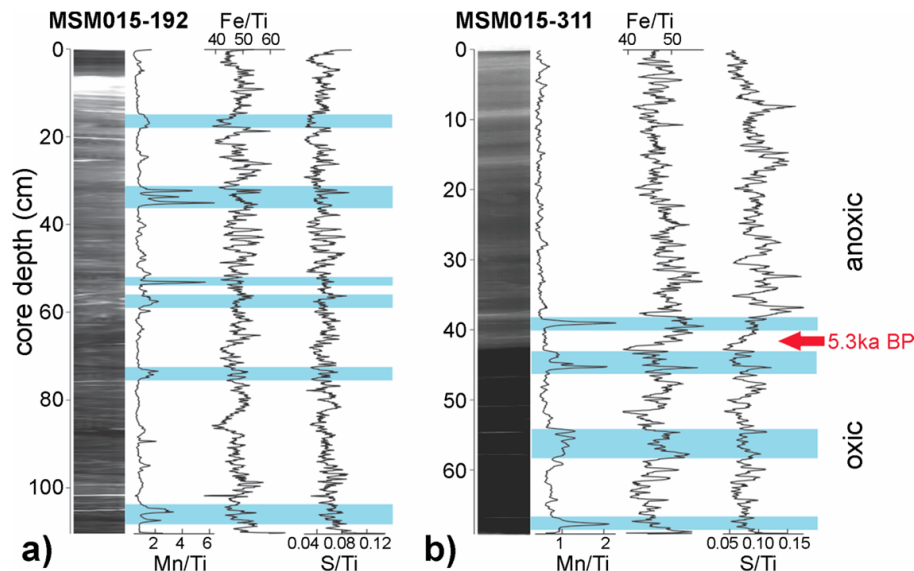 MSM015-192
Fe/Ti
40 50 60
MSM015-311
Fe/Ti
40 50
0
20
40
60
80
100
core depth (cm)
0
10
20
30
40
50
60
anoxic
5.3ka BP
oxic
a)
2 4 6
Mn/Ti
0.04 0.08 0.12
S/Ti
b)
1 2
Mn/Ti
0.05 0.10 0.15
S/Ti